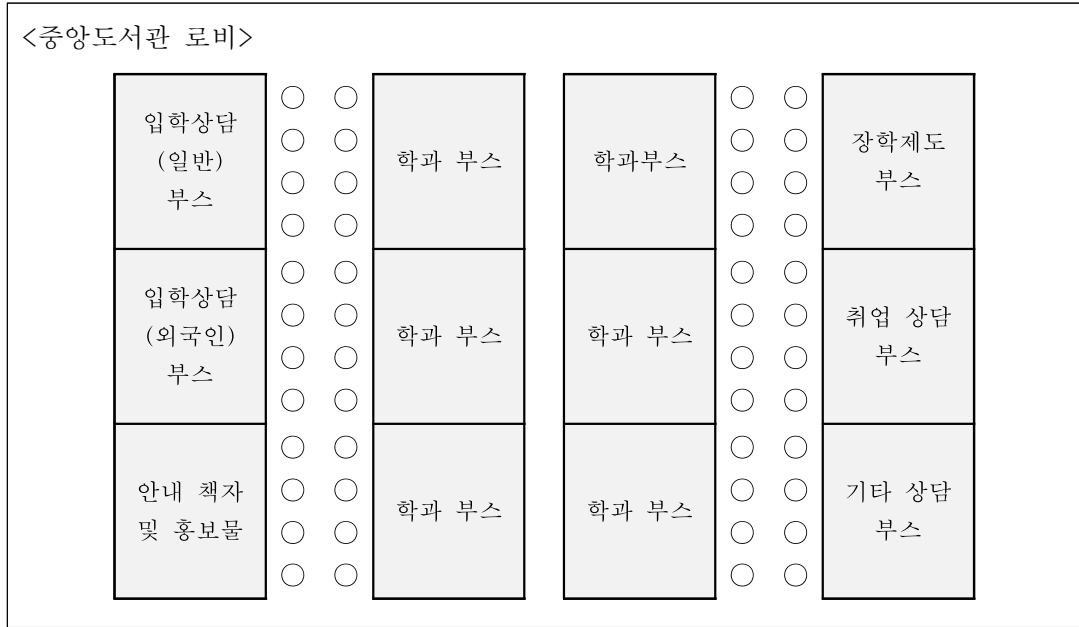 <중앙도서관 로비>
입학상담
(일반)
부스
학과 부스
학과부스
장학제도
부스
입학상담
(외국인)
부스
학과 부스
학과 부스
취업 상담
부스
안내 책자
및 홍보물
학과 부스
학과 부스
기타 상담
부스